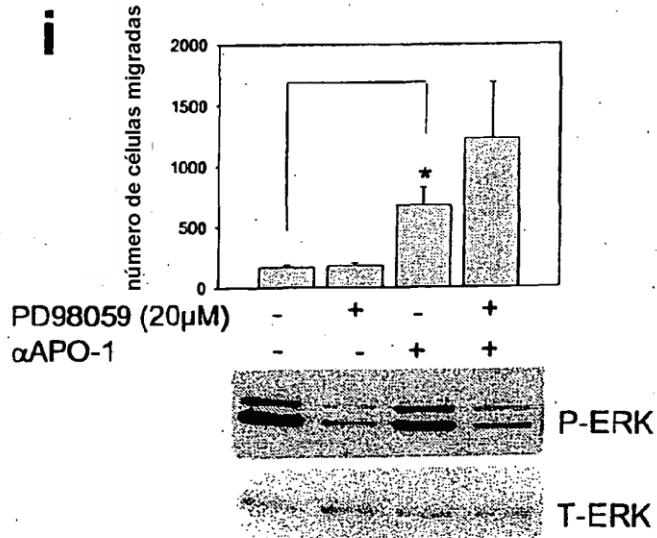 i
número de células migradas
2000
1500
1000
500
0
*
PD98059 (20µM) - + - +
αAPO-1 - - + +
P-ERK
T-ERK